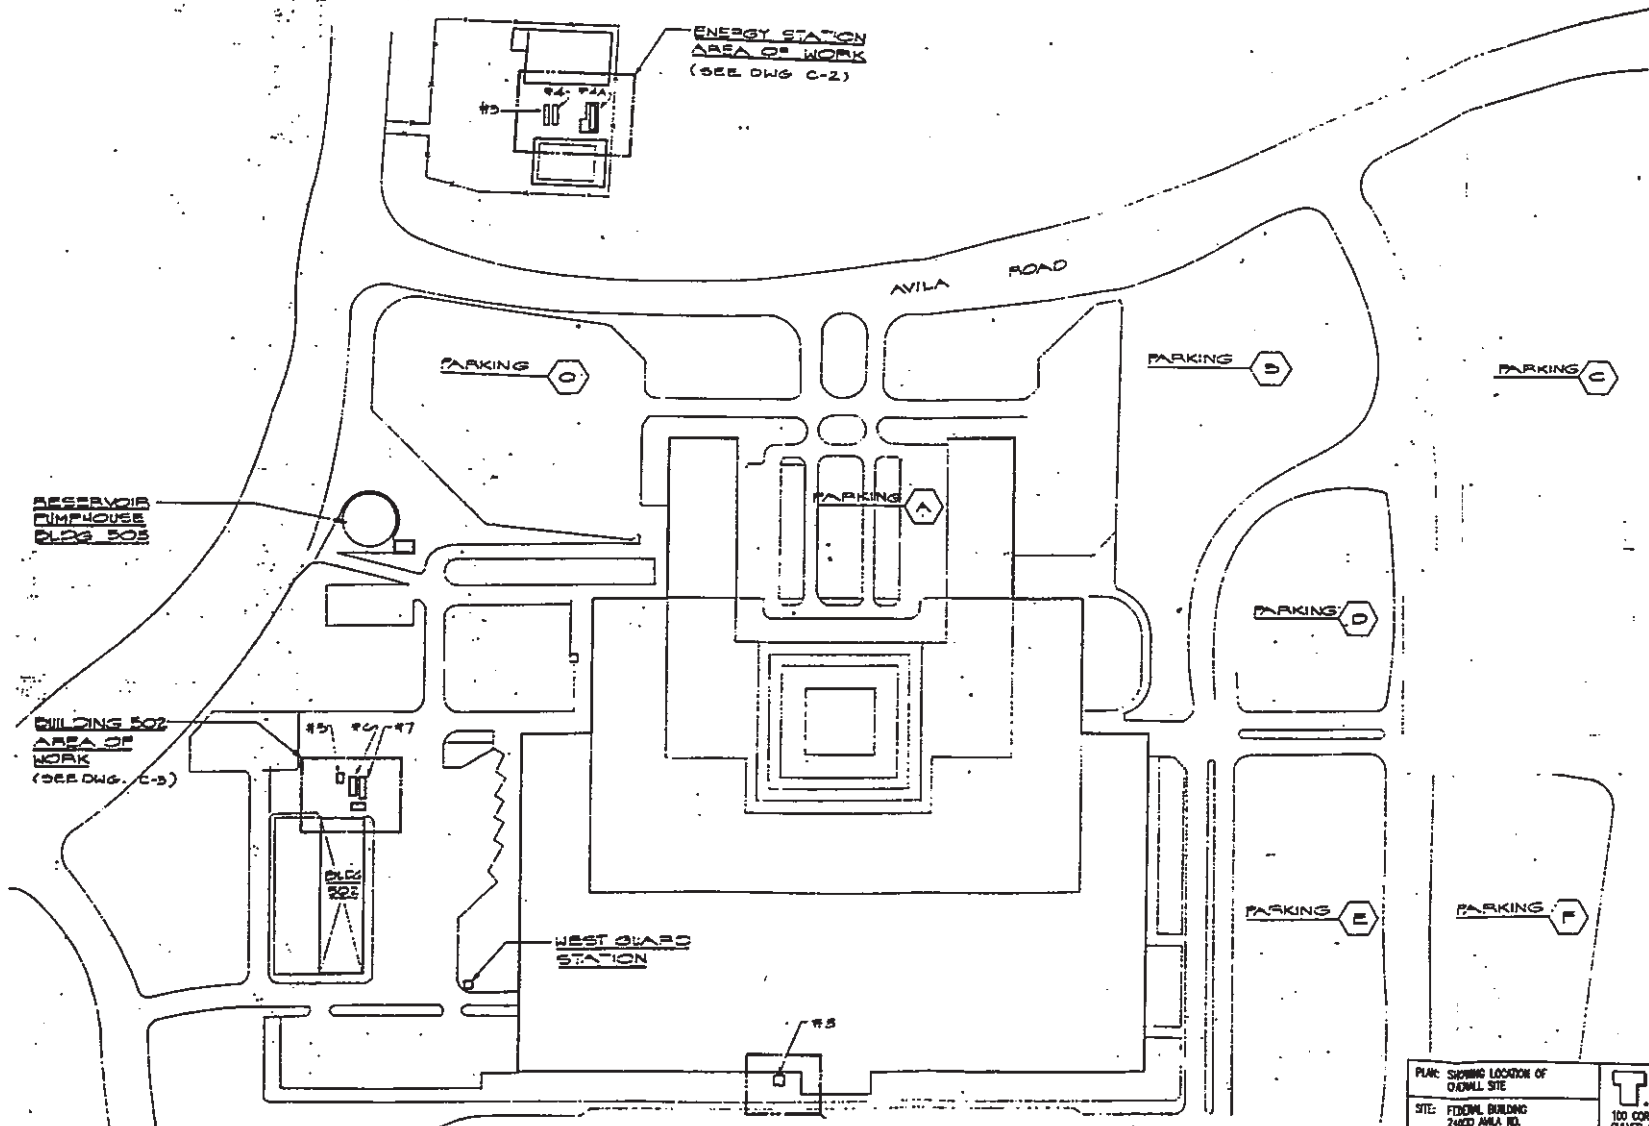 ENERGY STATION
AREA OF WORK
(SEE DWG C-2)
#3
#4
#4A
AVILA ROAD
PARKING G
PARKING B
PARKING C
RESERVOIR
PUMPHOUSE
BLDG 503
PARKING A
PARKING D
BUILDING 502
AREA OF
WORK
(SEE DWG. C-3)
#5 #6 #7
BLDG
502
PARKING E
PARKING F
WEST GUARD
STATION
#8
PLAN: SHOWING LOCATION OF
OVERALL SITE
SITE: FEDERAL BUILDING
24000 AVILA RD.
T.
100 COR